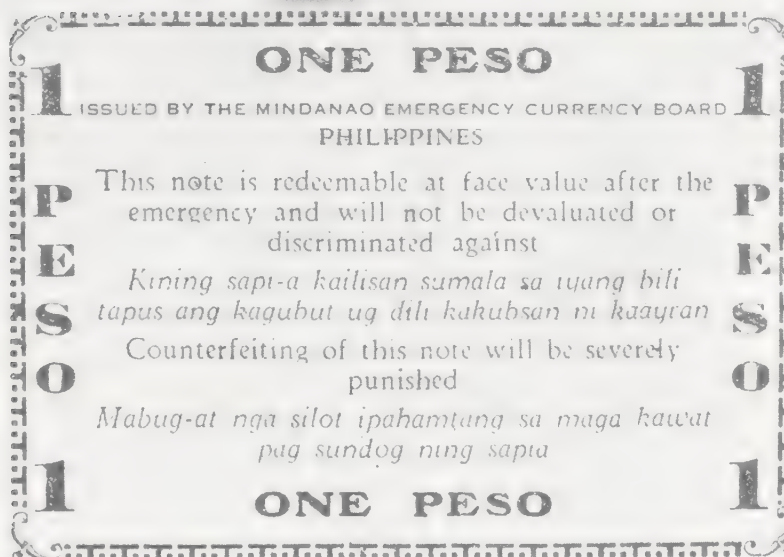 ONE PESO
1 1
ISSUED BY THE MINDANAO EMERGENCY CURRENCY BOARD
PHILIPPINES
This note is redeemable at face value after the
emergency and will not be devaluated or
discriminated against
Kining sapi-a kailisan sumala sa iyang bili
tapus ang kagubut ug dili kakubsan ni kaayran
Counterfeiting of this note will be severely
punished
Mabug-at nga silot ipahamtang sa maga kawat
pag sundog ning sapia
PESO
PESO
1 1
ONE PESO